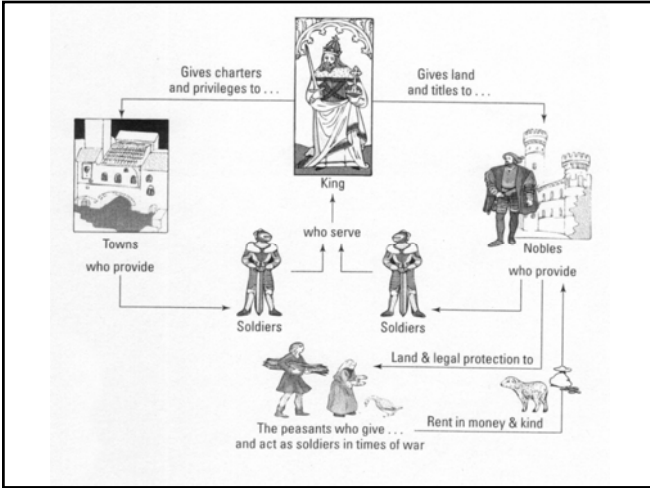 Gives charters
and privileges to . . .
Gives land
and titles to . . .
King
Towns
who provide
who serve
Nobles
who provide
Soldiers
Soldiers
Land & legal protection to
The peasants who give . . .
and act as soldiers in times of war
Rent in money & kind